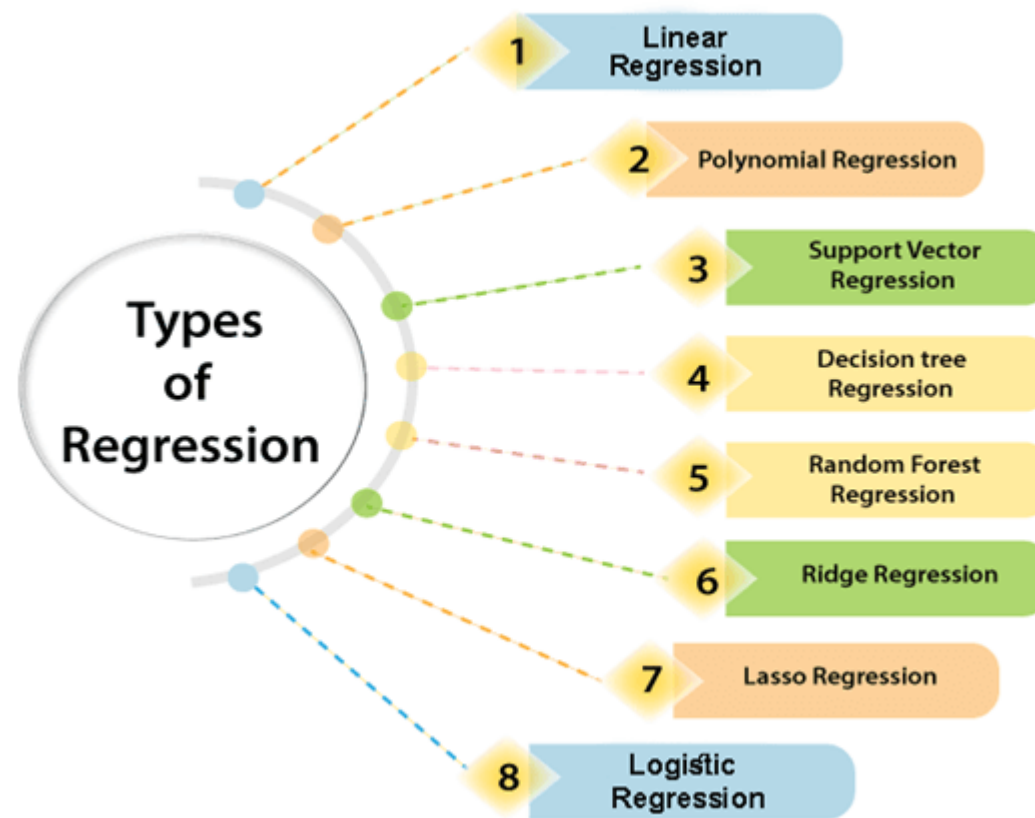 Types
of
Regression
1
Linear
Regression
2
Polynomial Regression
3
Support Vector
Regression
4
Decision tree
Regression
5
Random Forest
Regression
6
Ridge Regression
7
Lasso Regression
8
Logistic
Regression